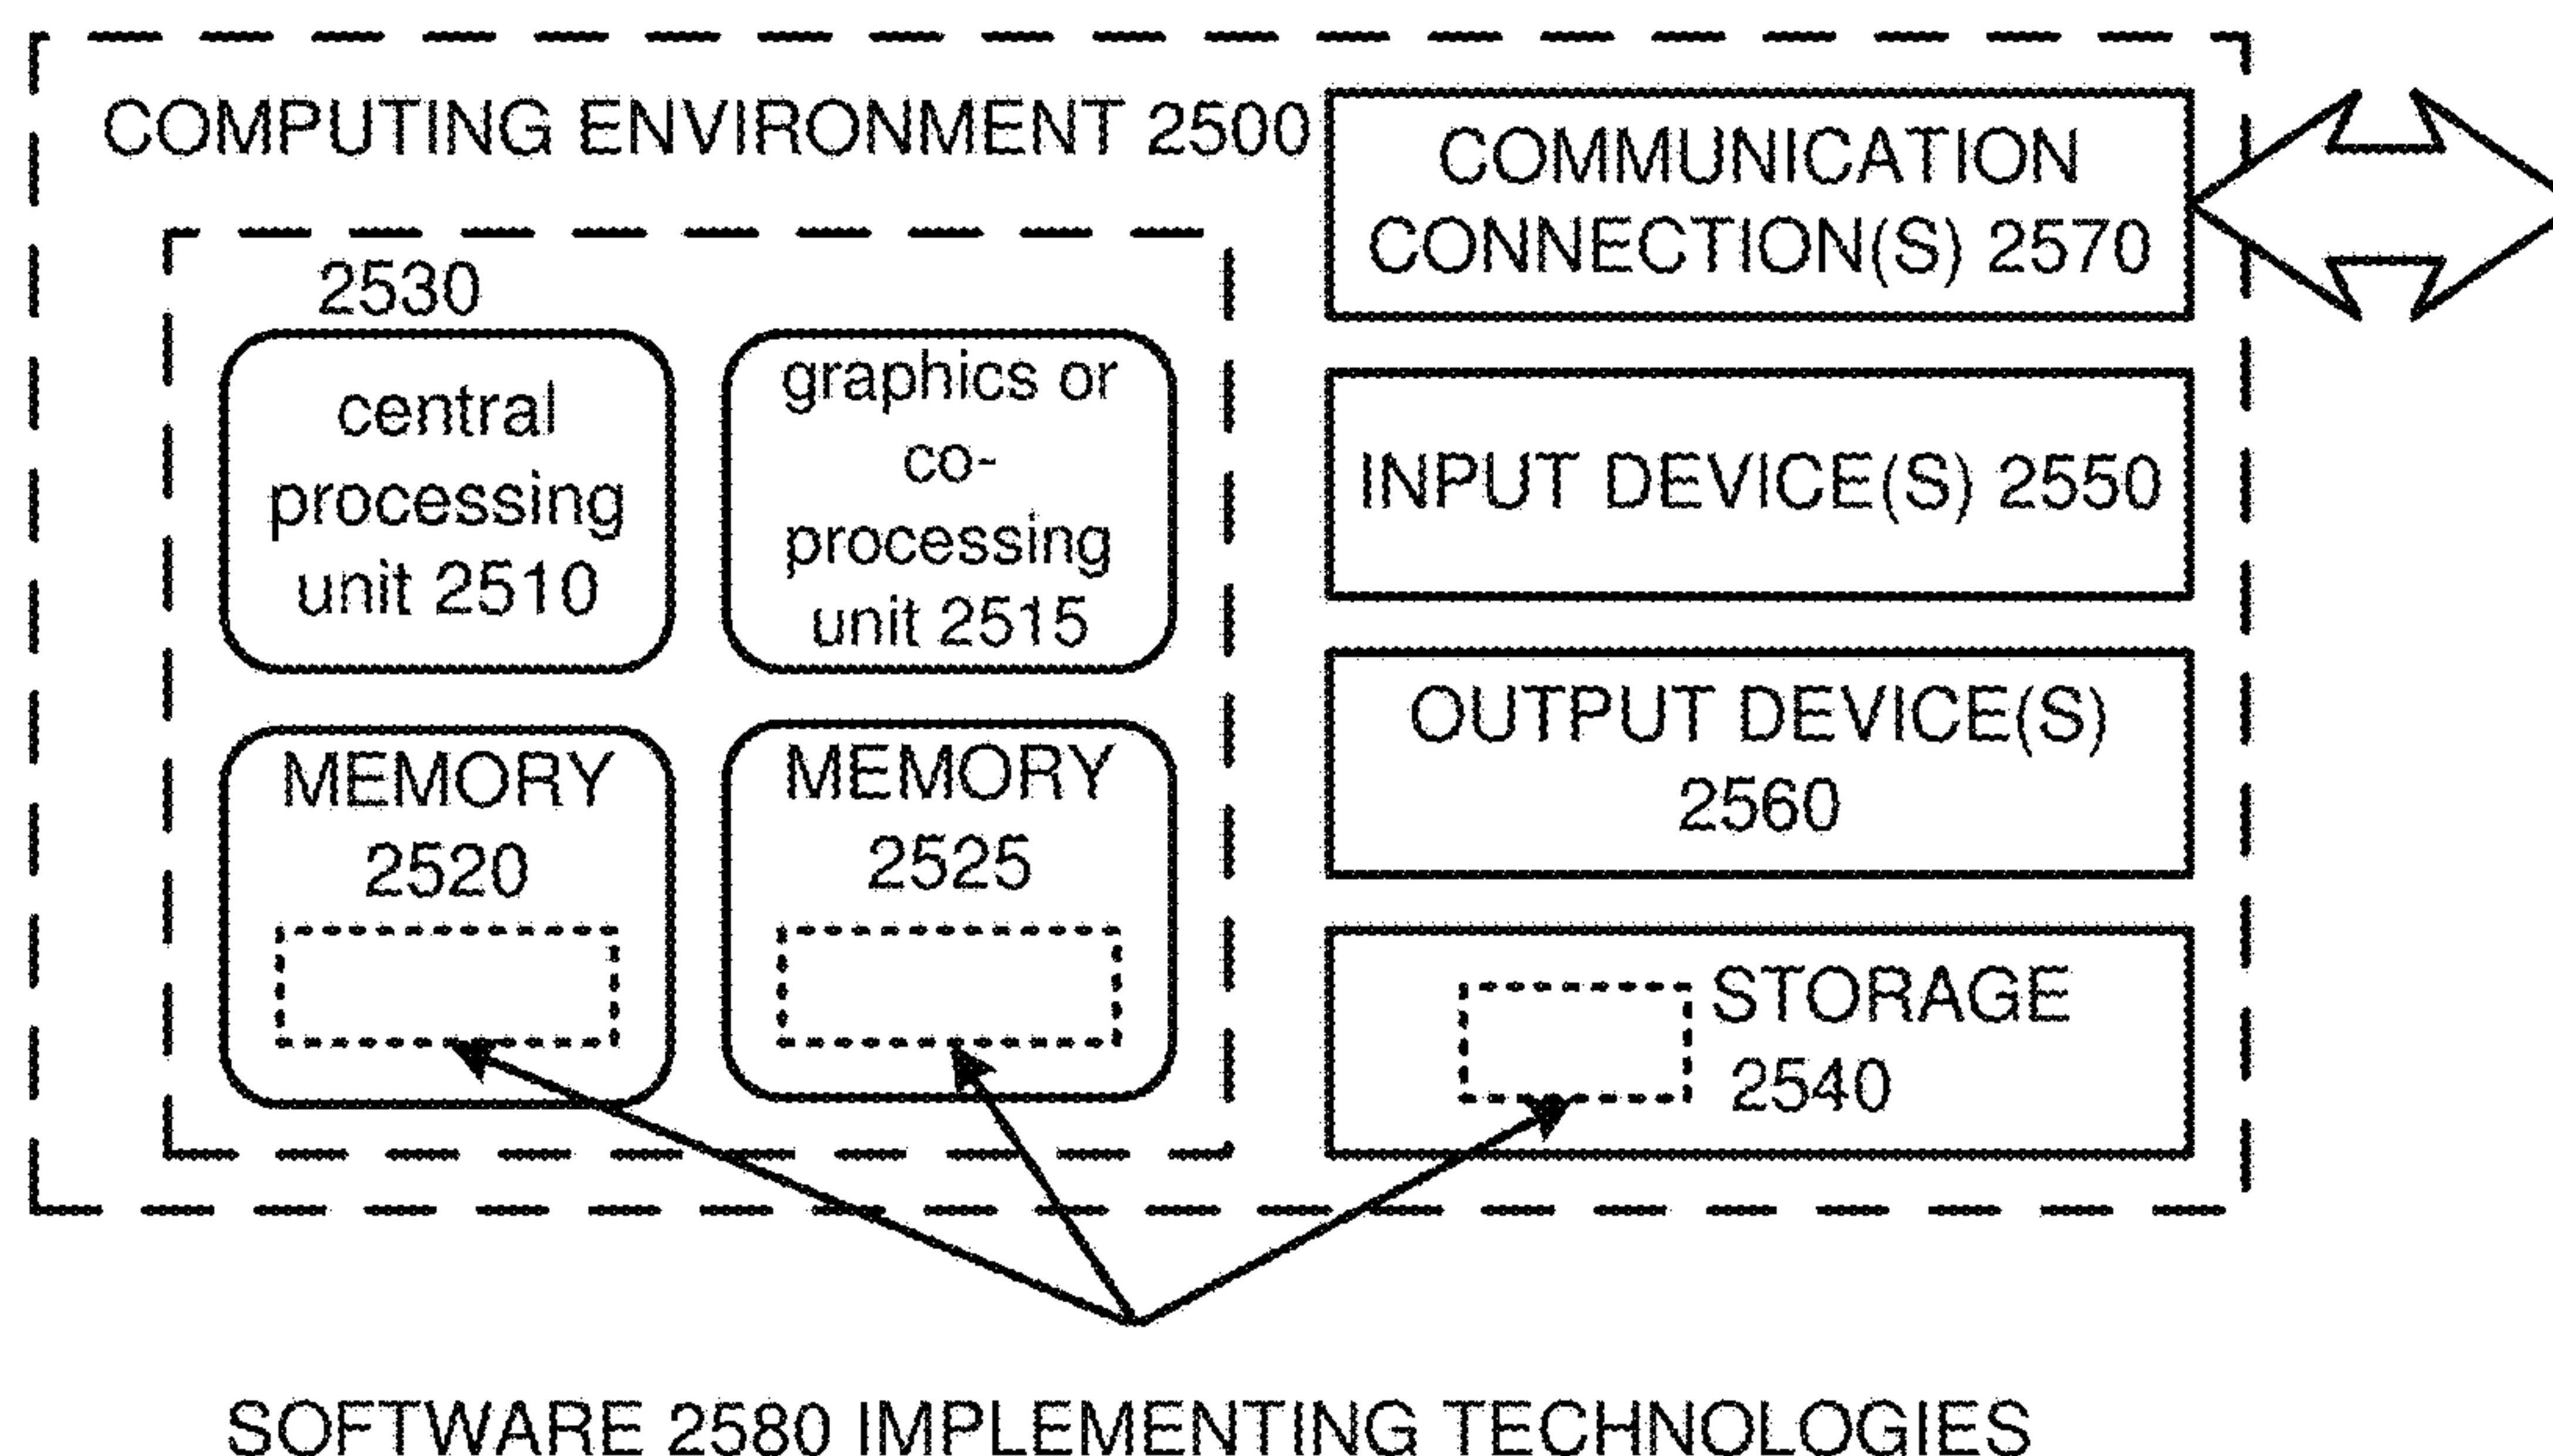 COMPUTING ENVIRONMENT 2500
COMMUNICATION
CONNECTION(S) 2570
2530
central
processing
unit 2510
graphics or
co-
processing
unit 2515
INPUT DEVICE(S) 2550
OUTPUT DEVICE(S)
2560
MEMORY
2520
MEMORY
2525
STORAGE
2540
SOFTWARE 2580 IMPLEMENTING TECHNOLOGIES